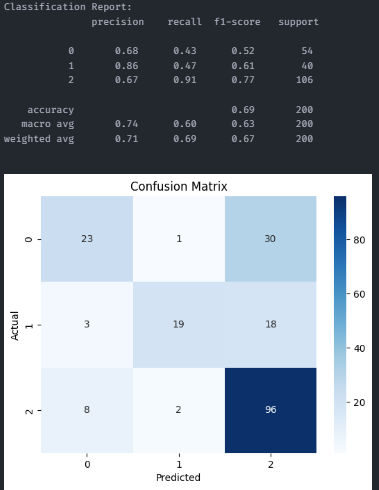 Classification Report:
precision recall f1-score support
0 0.68 0.43 0.52 54
1 0.86 0.47 0.61 40
2 0.67 0.91 0.77 106
accuracy 0.69 200
macro avg 0.74 0.60 0.63 200
weighted avg 0.71 0.69 0.67 200
Confusion Matrix
0 23 1 30
1 3 19 18
2 8 2 96
0 1 2
Actual
Predicted
80
60
40
20